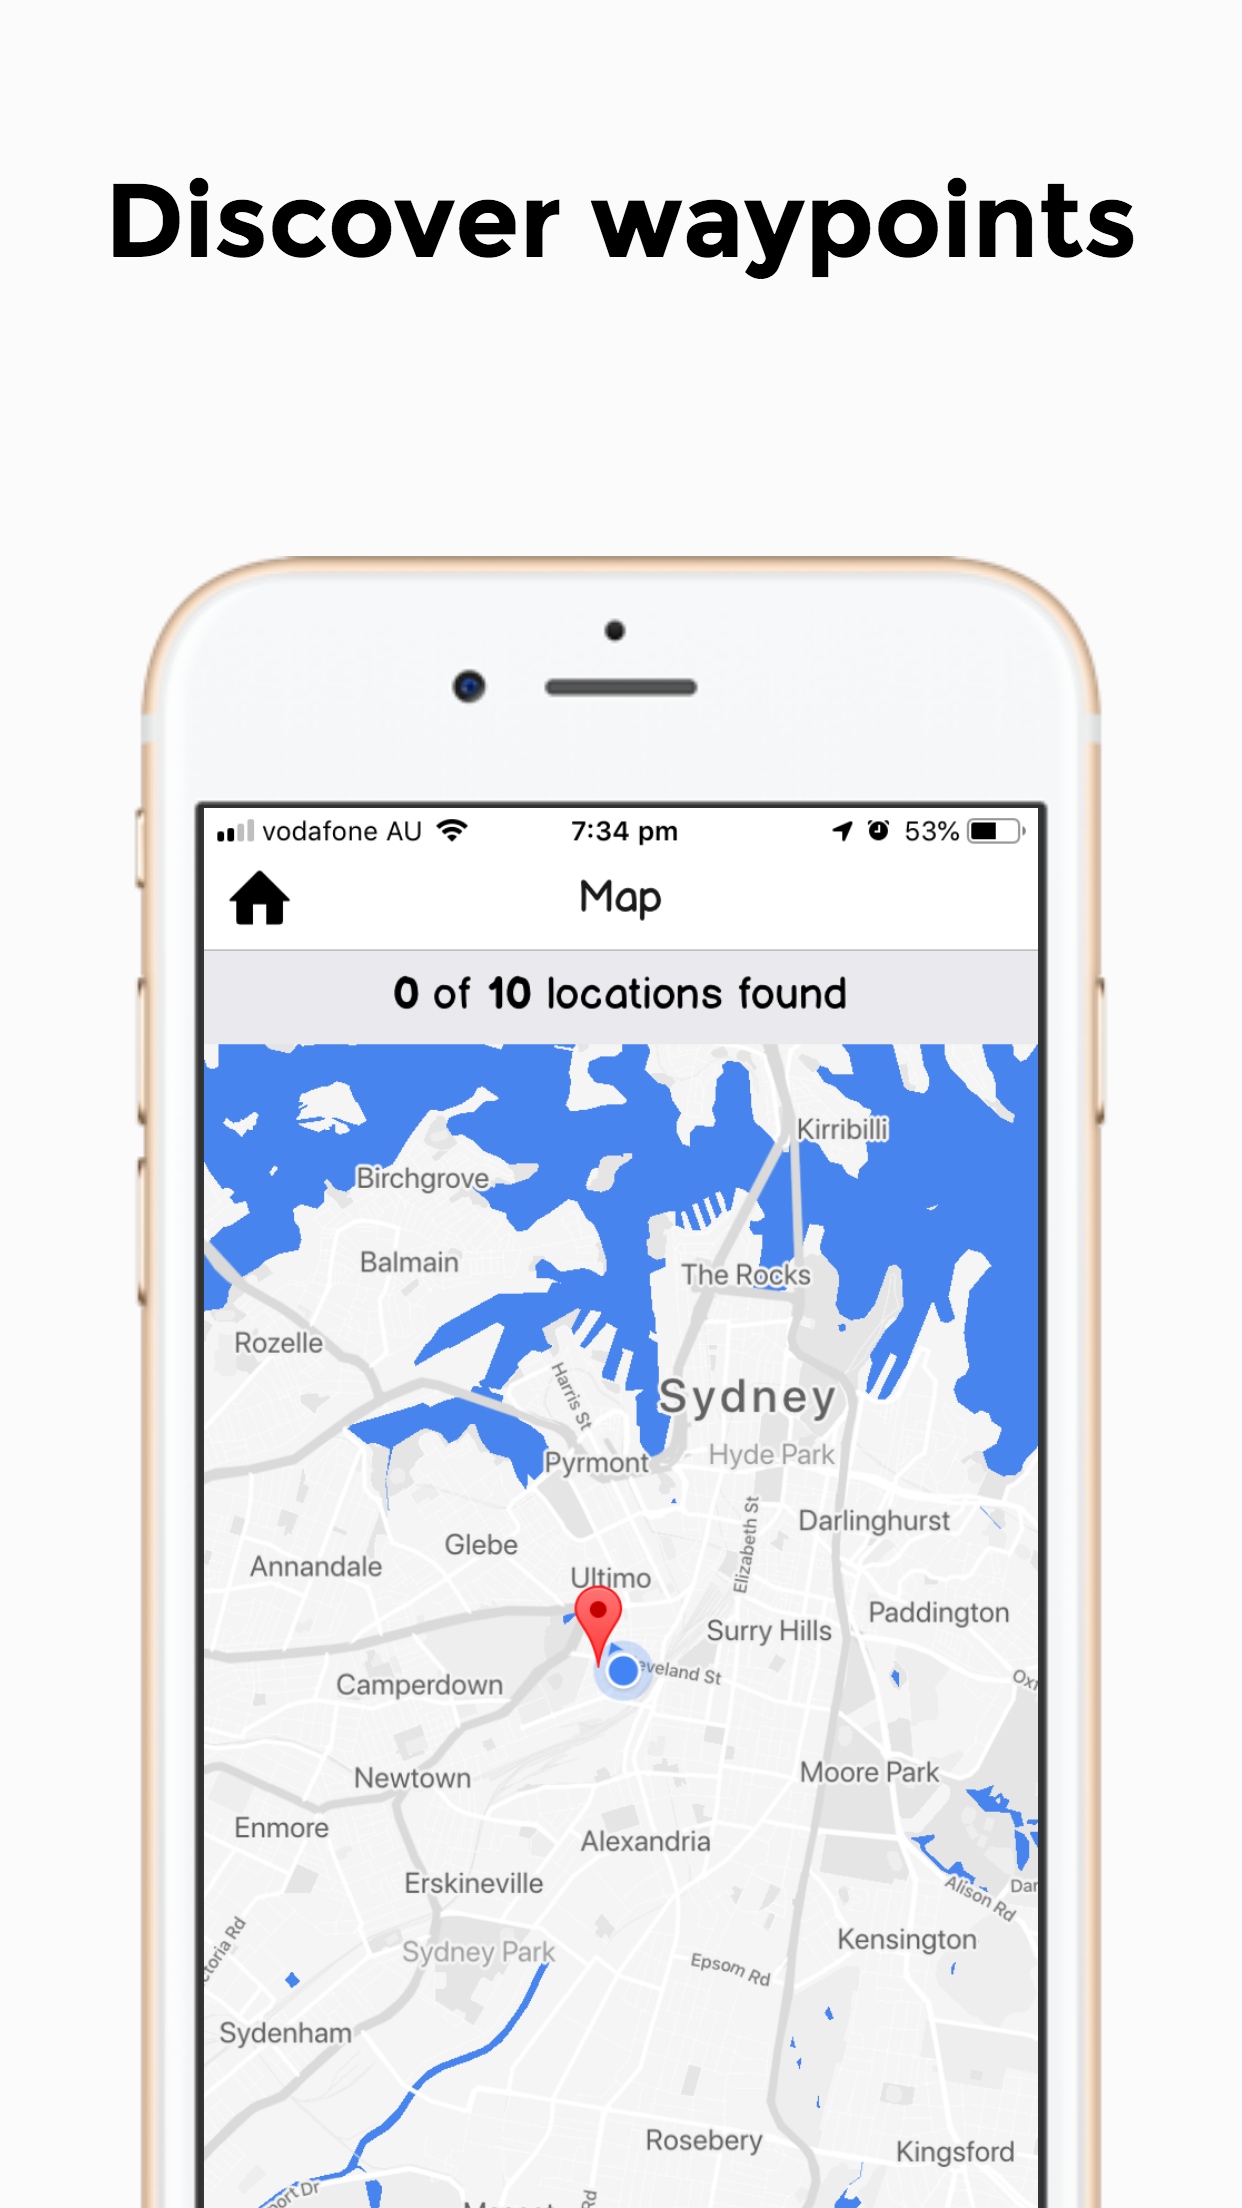 Discover waypoints
vodafone AU
7:34 pm
53%
Map
0 of 10 locations found
Kirribilli
Birchgrove
Balmain
The Rocks
Rozelle
Harris St
Sydney
Hyde Park
Pyrmont
Elizabeth St
Darlinghurst
Glebe
Annandale
Ultimo
Paddington
Surry Hills
eveland St
Camperdown
Oxf
Moore Park
Newtown
Enmore
Alexandria
Erskineville
Alison Rd
Dar
ctoria Rd
Kensington
Sydney Park
Epsom Rd
Sydenham
Rosebery
Kingsford
port Dr
Rd